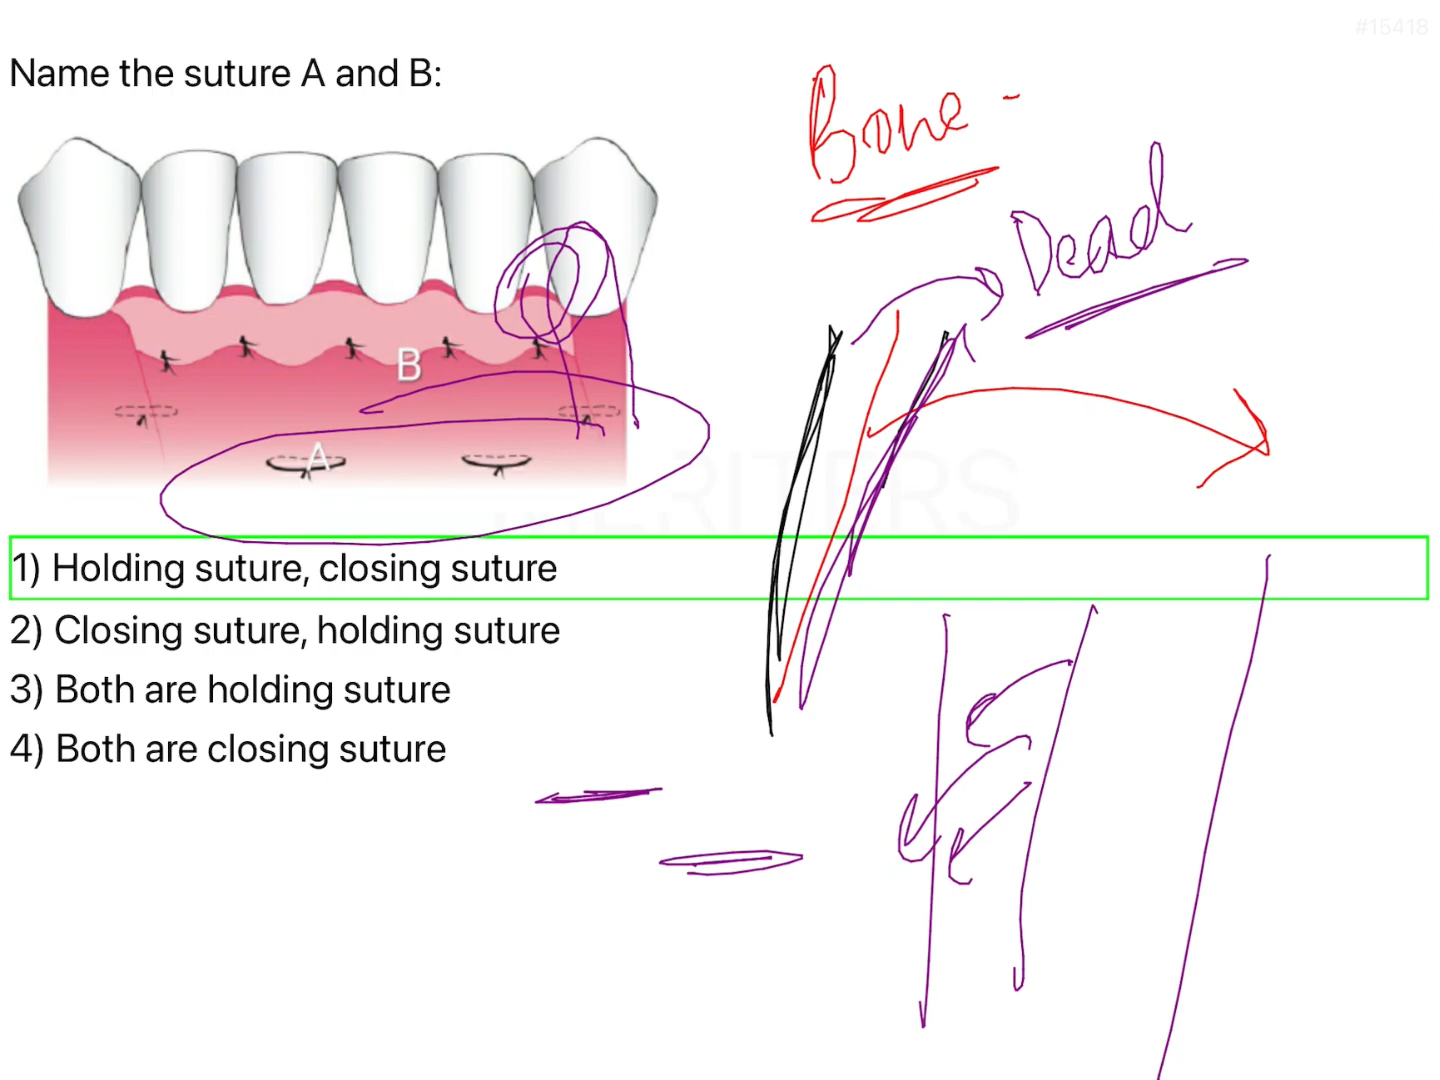 #15418
Name the suture A and B:
Bone -
Dead
B
A
MERITERS
1) Holding suture, closing suture
2) Closing suture, holding suture
3) Both are holding suture
4) Both are closing suture